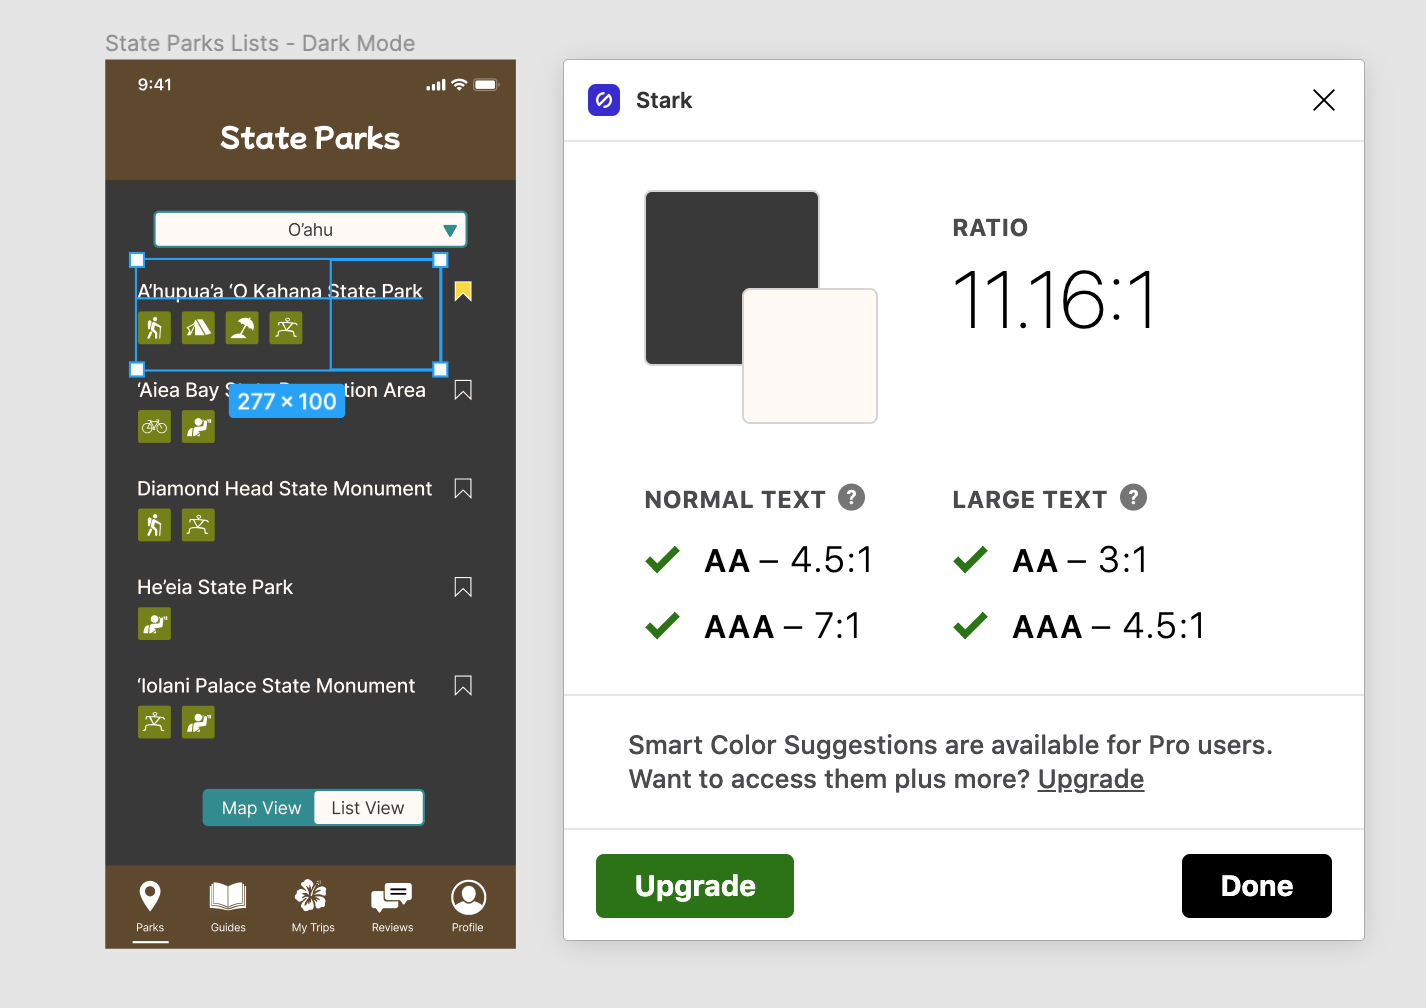 State Parks Lists - Dark Mode
9:41
State Parks
O’ahu
A’hupua’a ‘O Kahana State Park
‘Aiea Bay
tion Area
277 × 100
Diamond Head State Monument
He’eia State Park
‘Iolani Palace State Monument
Map View
List View
Parks
Guides
My Trips
Reviews
Profile
Stark
RATIO
11.16:1
NORMAL TEXT ?
AA – 4.5:1
AAA – 7:1
LARGE TEXT ?
AA – 3:1
AAA – 4.5:1
Smart Color Suggestions are available for Pro users.
Want to access them plus more? Upgrade
Upgrade
Done